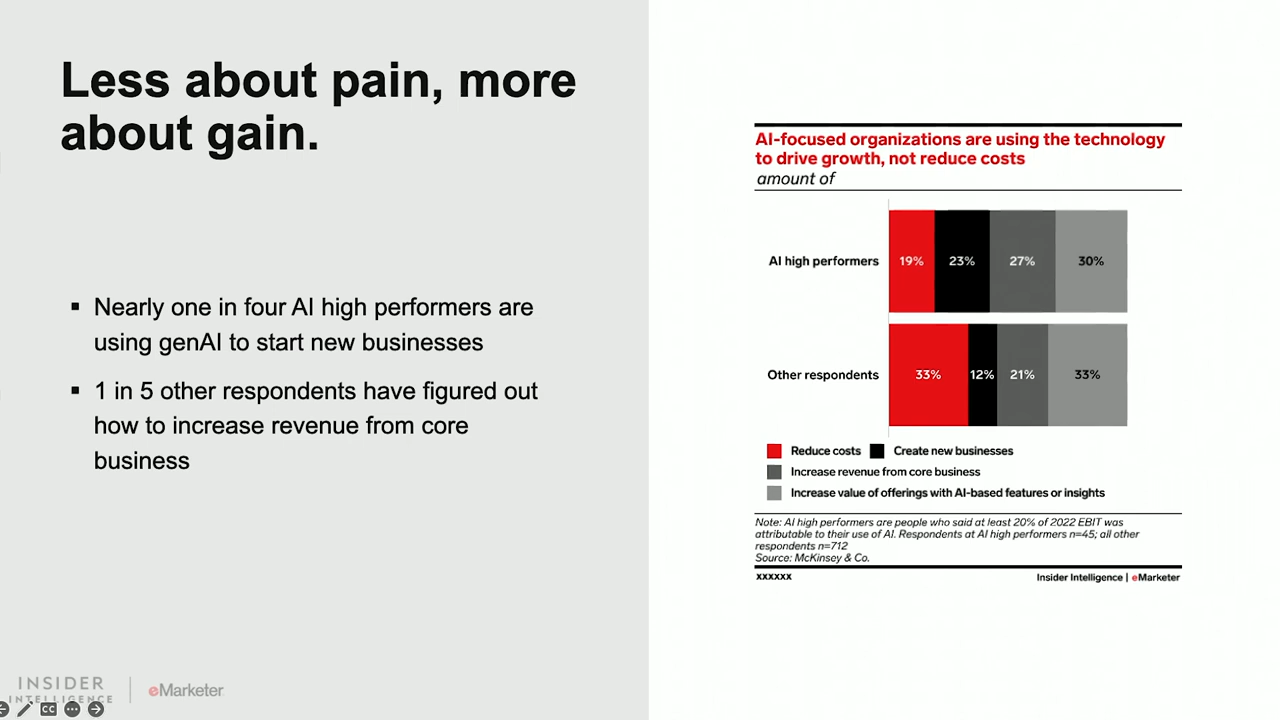 Less about pain, more
about gain.
▪ Nearly one in four AI high performers are
using genAI to start new businesses
▪ 1 in 5 other respondents have figured out
how to increase revenue from core
business
AI-focused organizations are using the technology
to drive growth, not reduce costs
amount of
AI high performers 19% 23% 27% 30%
Other respondents 33% 12% 21% 33%
Reduce costs Create new businesses
Increase revenue from core business
Increase value of offerings with AI-based features or insights
Note: AI high performers are people who said at least 20% of 2022 EBIT was
attributable to their use of AI. Respondents at AI high performers n=45; all other
respondents n=712
Source: McKinsey & Co.
xxxxxx Insider Intelligence | eMarketer
INSIDER
INTELLIGENCE | eMarketer
CC